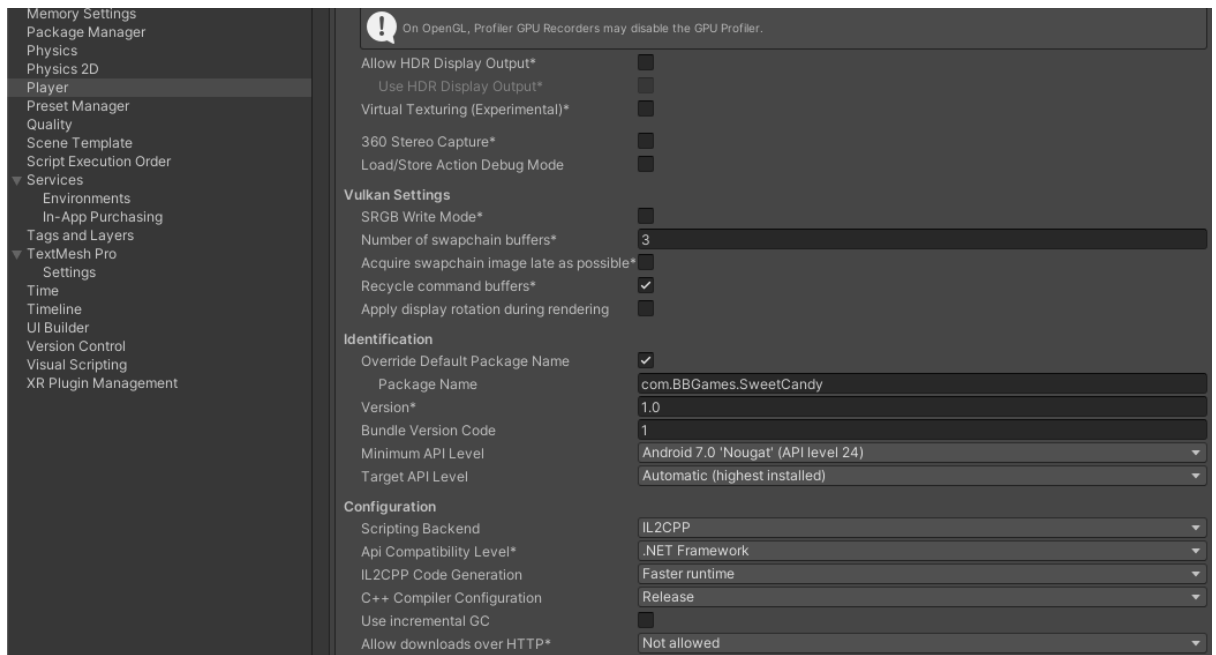 Memory Settings
Package Manager
Physics
Physics 2D
Player
Preset Manager
Quality
Scene Template
Script Execution Order
Services
Environments
In-App Purchasing
Tags and Layers
TextMesh Pro
Settings
Time
Timeline
UI Builder
Version Control
Visual Scripting
XR Plugin Management
On OpenGL, Profiler GPU Recorders may disable the GPU Profiler.
Allow HDR Display Output*
Use HDR Display Output*
Virtual Texturing (Experimental)*
360 Stereo Capture*
Load/Store Action Debug Mode
Vulkan Settings
SRGB Write Mode*
Number of swapchain buffers* 3
Acquire swapchain image late as possible*
Recycle command buffers*
Apply display rotation during rendering
Identification
Override Default Package Name
Package Name com.BBGames.SweetCandy
Version* 1.0
Bundle Version Code 1
Minimum API Level Android 7.0 'Nougat' (API level 24)
Target API Level Automatic (highest installed)
Configuration
Scripting Backend IL2CPP
Api Compatibility Level* .NET Framework
IL2CPP Code Generation Faster runtime
C++ Compiler Configuration Release
Use incremental GC
Allow downloads over HTTP* Not allowed